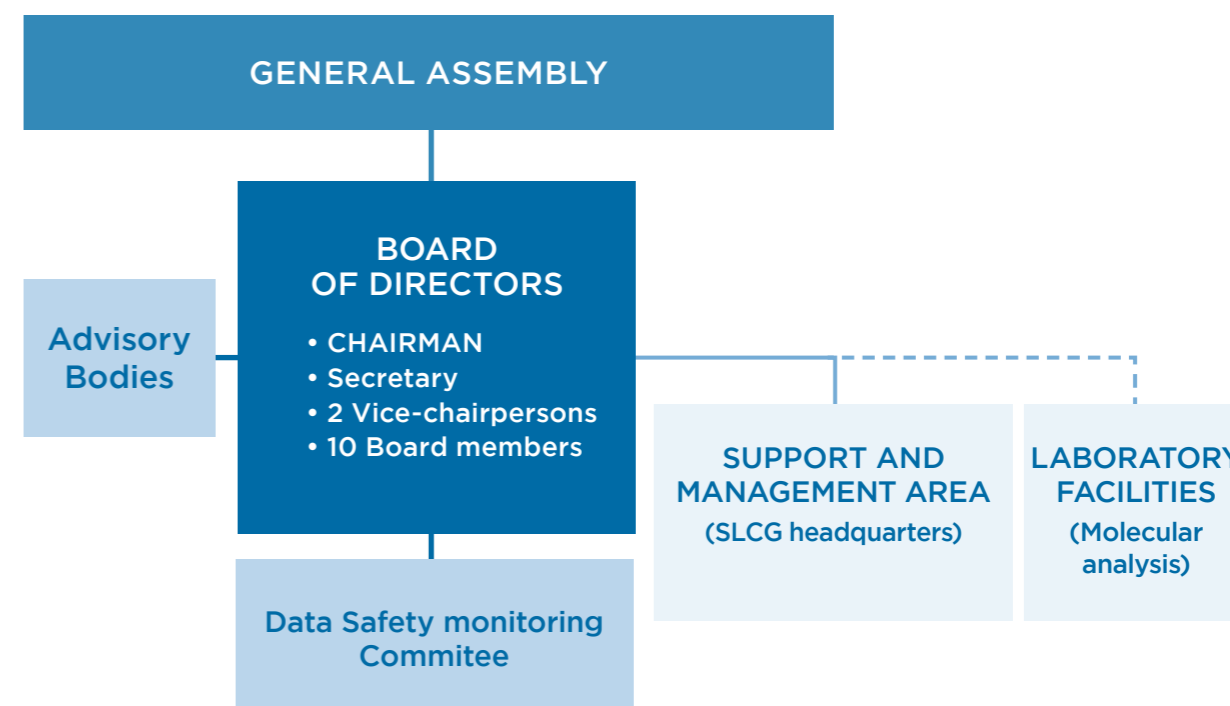 GENERAL ASSEMBLY
BOARD
OF DIRECTORS
• CHAIRMAN
• Secretary
• 2 Vice-chairpersons
• 10 Board members
Advisory
Bodies
SUPPORT AND
MANAGEMENT AREA
(SLCG headquarters)
LABORATORY
FACILITIES
(Molecular
analysis)
Data Safety monitoring
Commitee